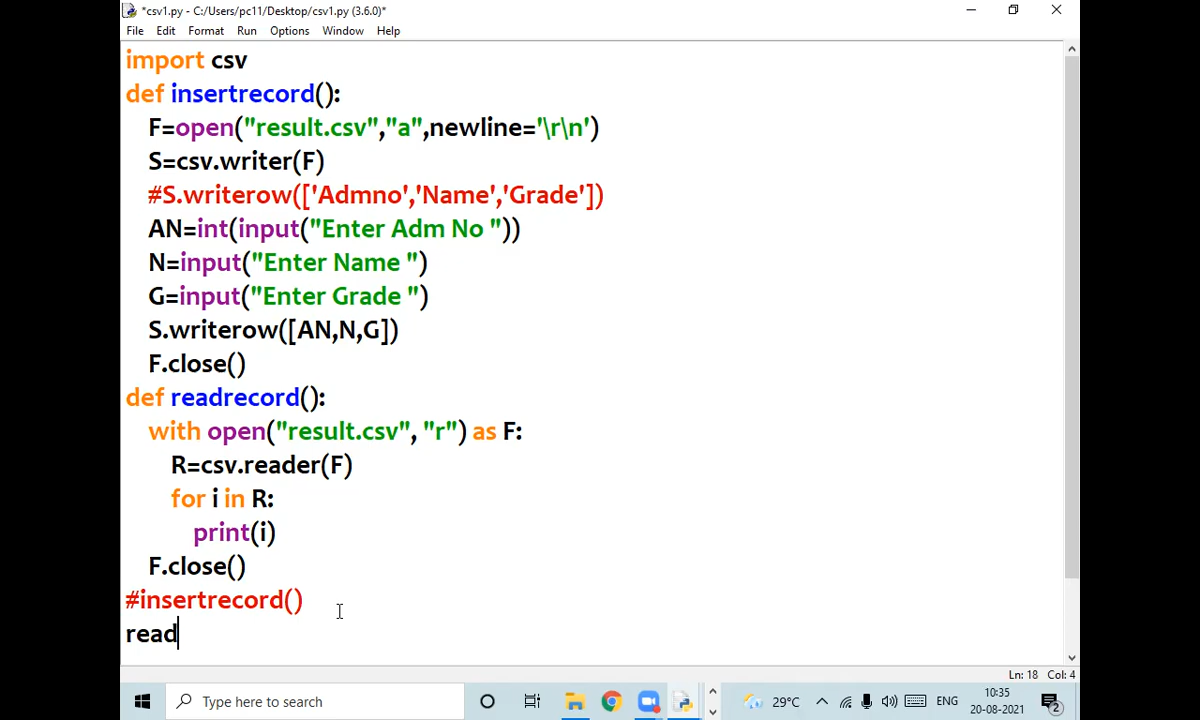 *csv1.py - C:/Users/pc11/Desktop/csv1.py (3.6.0)*
File Edit Format Run Options Window Help
import csv
def insertrecord():
F=open("result.csv","a",newline='\r\n')
S=csv.writer(F)
#S.writerow(['Admno','Name','Grade'])
AN=int(input("Enter Adm No "))
N=input("Enter Name ")
G=input("Enter Grade ")
S.writerow([AN,N,G])
F.close()
def readrecord():
with open("result.csv", "r") as F:
R=csv.reader(F)
for i in R:
print(i)
F.close()
#insertrecord()
read
Ln: 18 Col: 4
Type here to search
29°C
ENG
10:35
20-08-2021
2